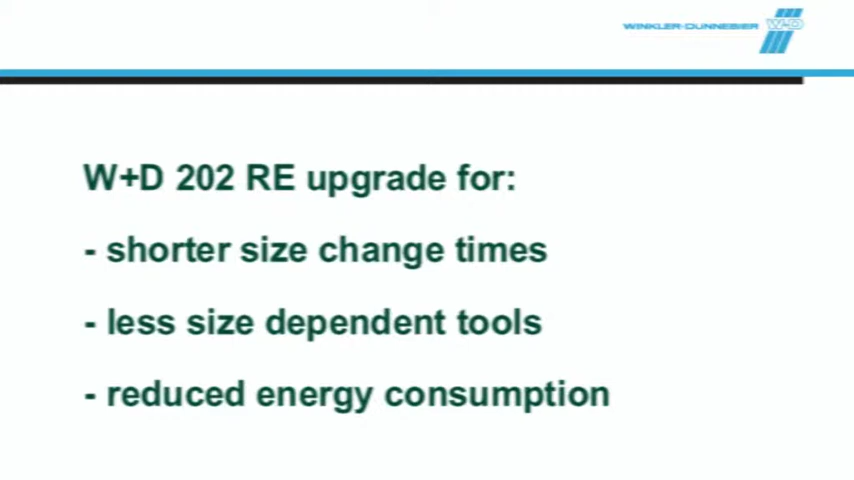 WINKLER+DÜNNEBIER W+D
W+D 202 RE upgrade for:
- shorter size change times
- less size dependent tools
- reduced energy consumption